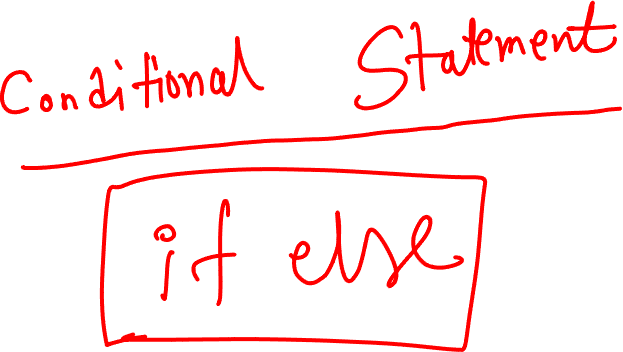 Conditional Statement
if else